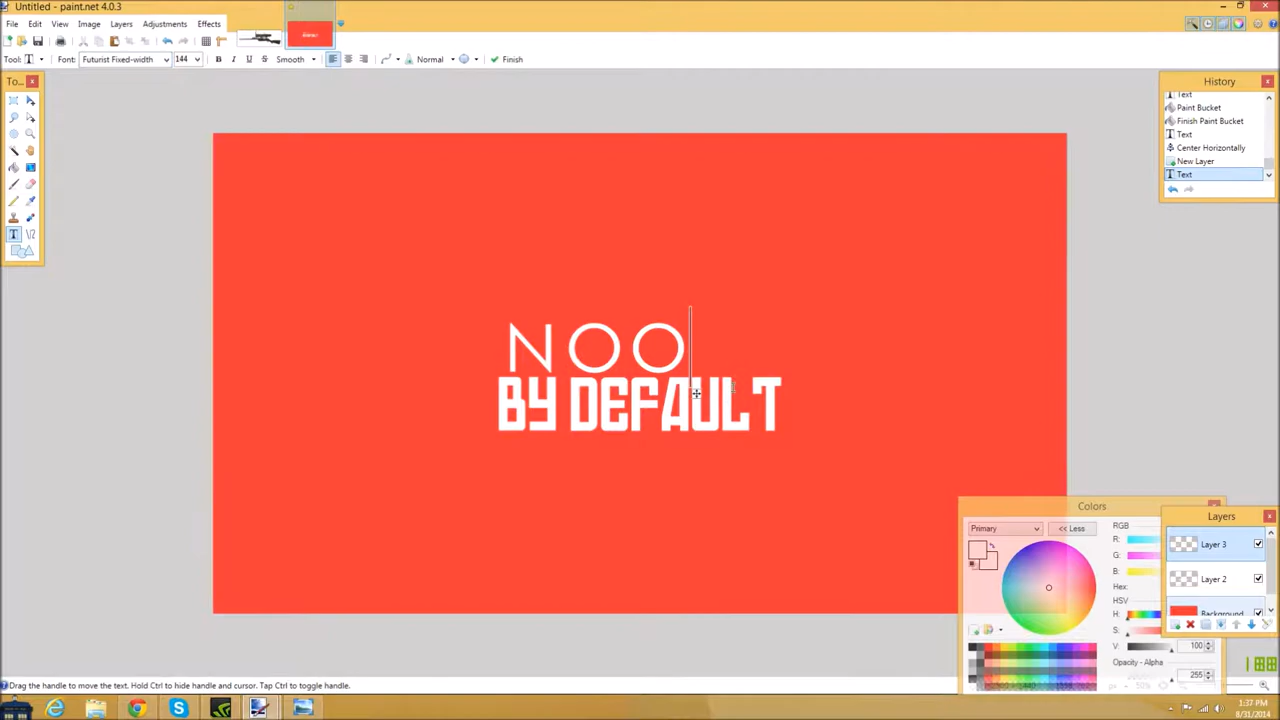 Untitled - paint.net 4.0.3
File Edit View Image Layers Adjustments Effects
Tool: T Font: Futurist Fixed-width 144 B I U S Smooth Normal Finish
To...
History
Text
Paint Bucket
Finish Paint Bucket
Text
Center Horizontally
New Layer
Text
NOO
BY DEFAULT
Colors
Primary << Less
RGB
R:
G:
B:
Hex:
HSV
H:
S:
V: 100
Opacity - Alpha
255
Layers
Layer 3
Layer 2
Background
Drag the handle to move the text. Hold Ctrl to hide handle and cursor. Tap Ctrl to toggle handle.
px 50%
1:37 PM
8/31/2014